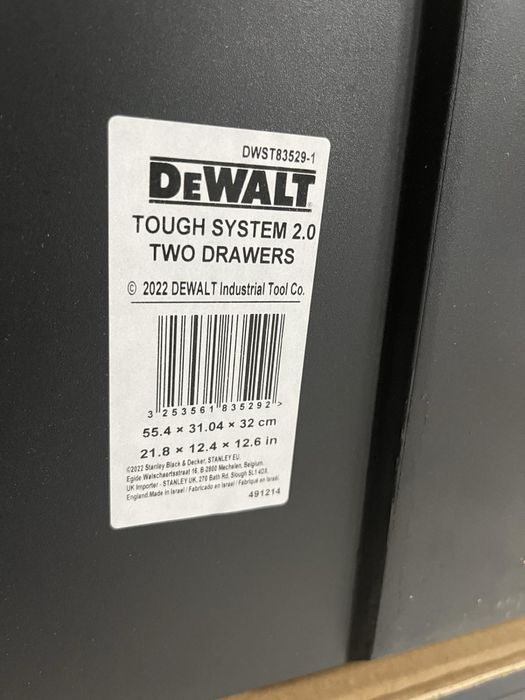 DWST83529-1
DEWALT
TOUGH SYSTEM 2.0
TWO DRAWERS
© 2022 DEWALT Industrial Tool Co.
3 253561 835292 >
55.4 × 31.04 × 32 cm
21.8 × 12.4 × 12.6 in
©2022 Stanley Black & Decker, STANLEY EU,
Egide Walschaertsstraat 16, B 2800 Mechelen, Belgium.
UK Importer - STANLEY UK, 270 Bath Rd, Slough SL1 4DX,
England.Made in Israel / Fabricado en Israel / Fabriqué en Israël
491214